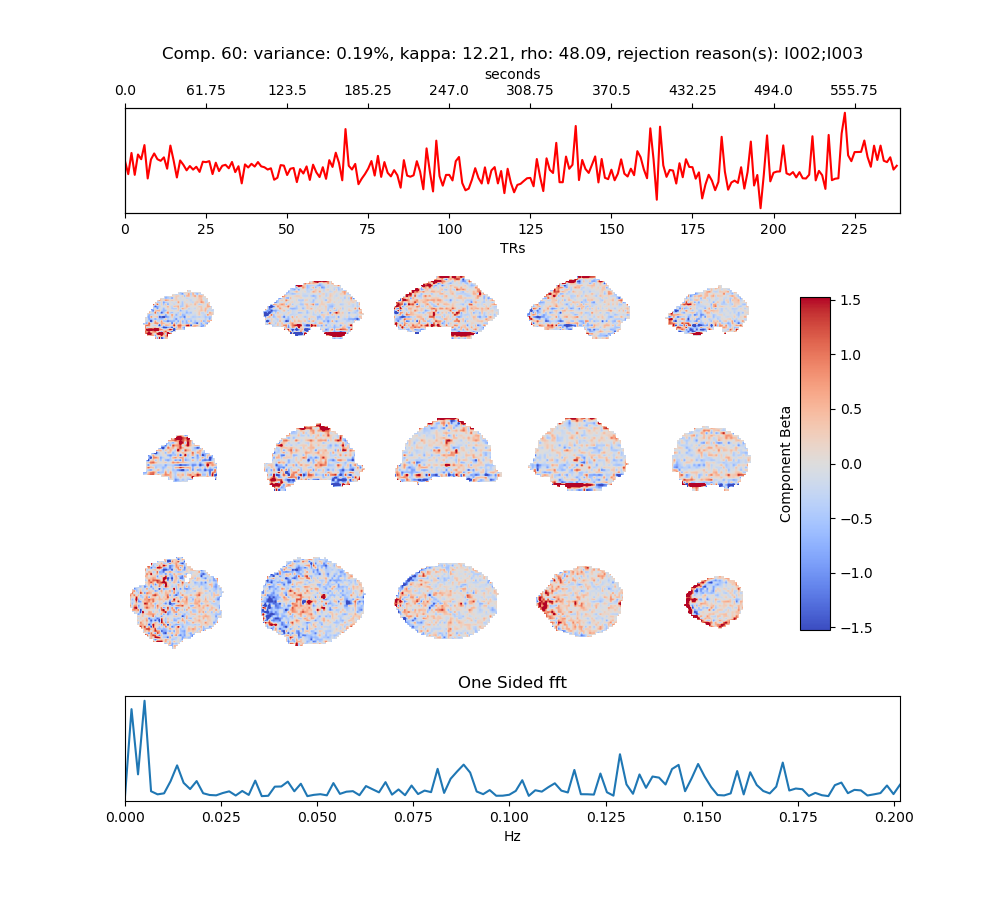 Comp. 60: variance: 0.19%, kappa: 12.21, rho: 48.09, rejection reason(s): I002;I003
seconds
0.0 61.75 123.5 185.25 247.0 308.75 370.5 432.25 494.0 555.75
0 25 50 75 100 125 150 175 200 225
TRs
1.5
1.0
0.5
0.0
−0.5
−1.0
−1.5
Component Beta
One Sided fft
0.000 0.025 0.050 0.075 0.100 0.125 0.150 0.175 0.200
Hz